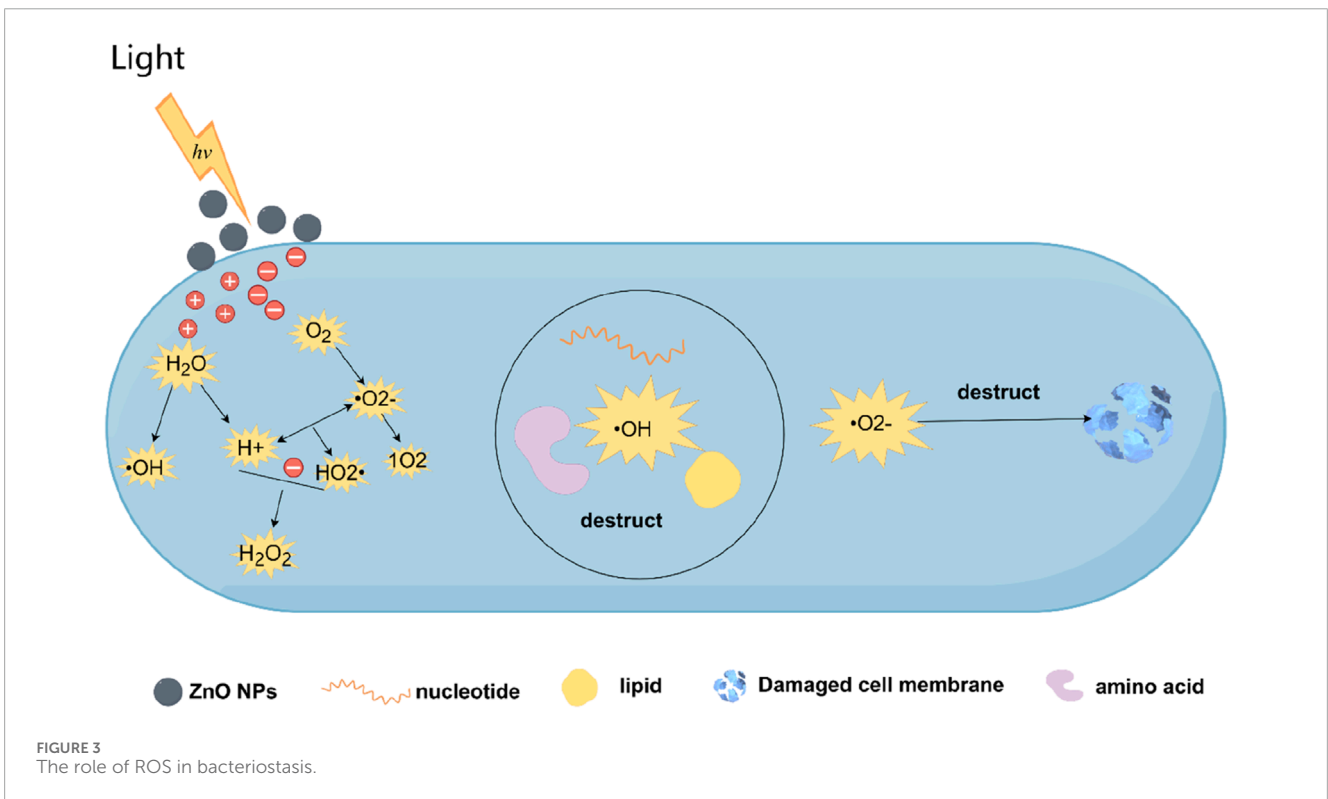 Light
hv
+
+
+
+
−
−
−
−
−
O₂
H₂O
•O2-
H+
HO2•
1O2
•OH
−
H₂O₂
•OH
destruct
•O2-
destruct
ZnO NPs
nucleotide
lipid
Damaged cell membrane
amino acid
FIGURE 3
The role of ROS in bacteriostasis.